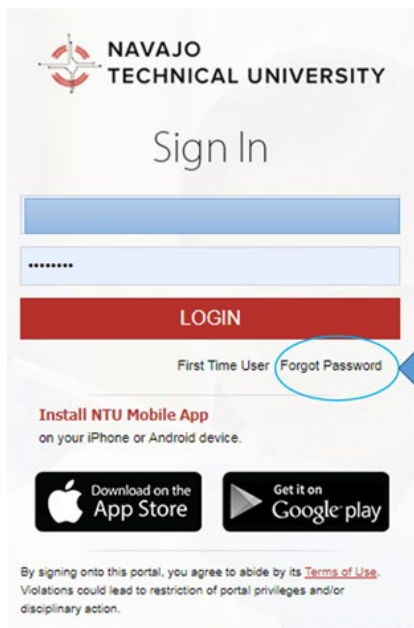 NAVAJO
TECHNICAL UNIVERSITY
Sign In
••••••••
LOGIN
First Time User Forgot Password
Install NTU Mobile App
on your iPhone or Android device.
Download on the
App Store
Get it on
Google play
By signing onto this portal, you agree to abide by its Terms of Use.
Violations could lead to restriction of portal privileges and/or
disciplinary action.